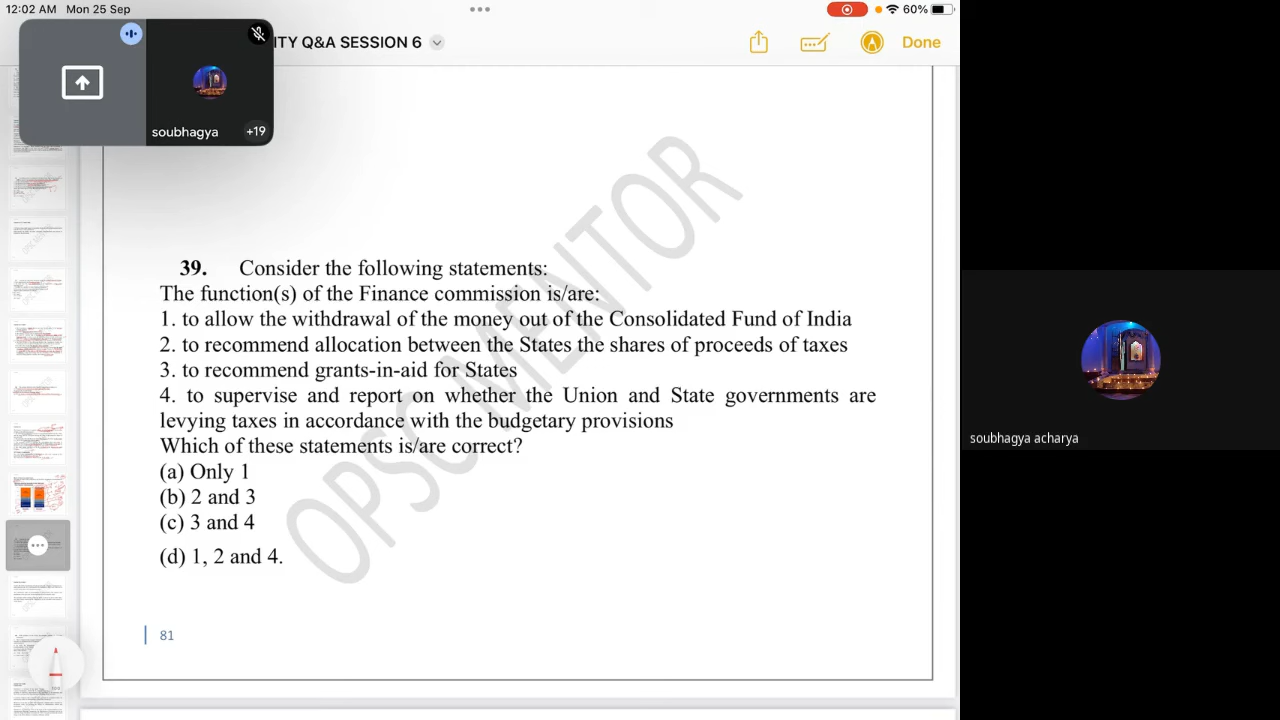 12:02 AM Mon 25 Sep
60%
ITY Q&A SESSION 6
Done
soubhagya
+19
39. Consider the following statements:
The function(s) of the Finance commission is/are:
1. to allow the withdrawal of the money out of the Consolidated Fund of India
2. to recommend allocation between the States the shares of proceeds of taxes
3. to recommend grants-in-aid for States
4. to supervise and report on whether the Union and State governments are
levying taxes in accordance with the budgetary provisions
Which of these statements is/are correct?
(a) Only 1
(b) 2 and 3
(c) 3 and 4
(d) 1, 2 and 4.
81
OPSC MENTOR
soubhagya acharya